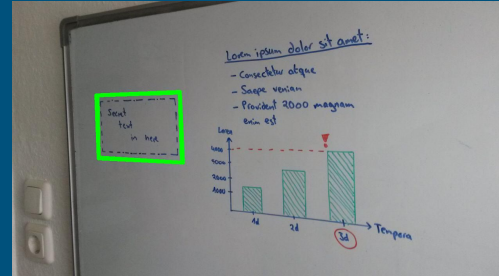 Lorem ipsum dolor sit amet:
- Consectetur atque
- Saepe veniam
- Provident 2000 magnam
enim est
Secret
text
in here
Lorea
4000
3000
2000
1000
!
1d
2d
3d
Tempora